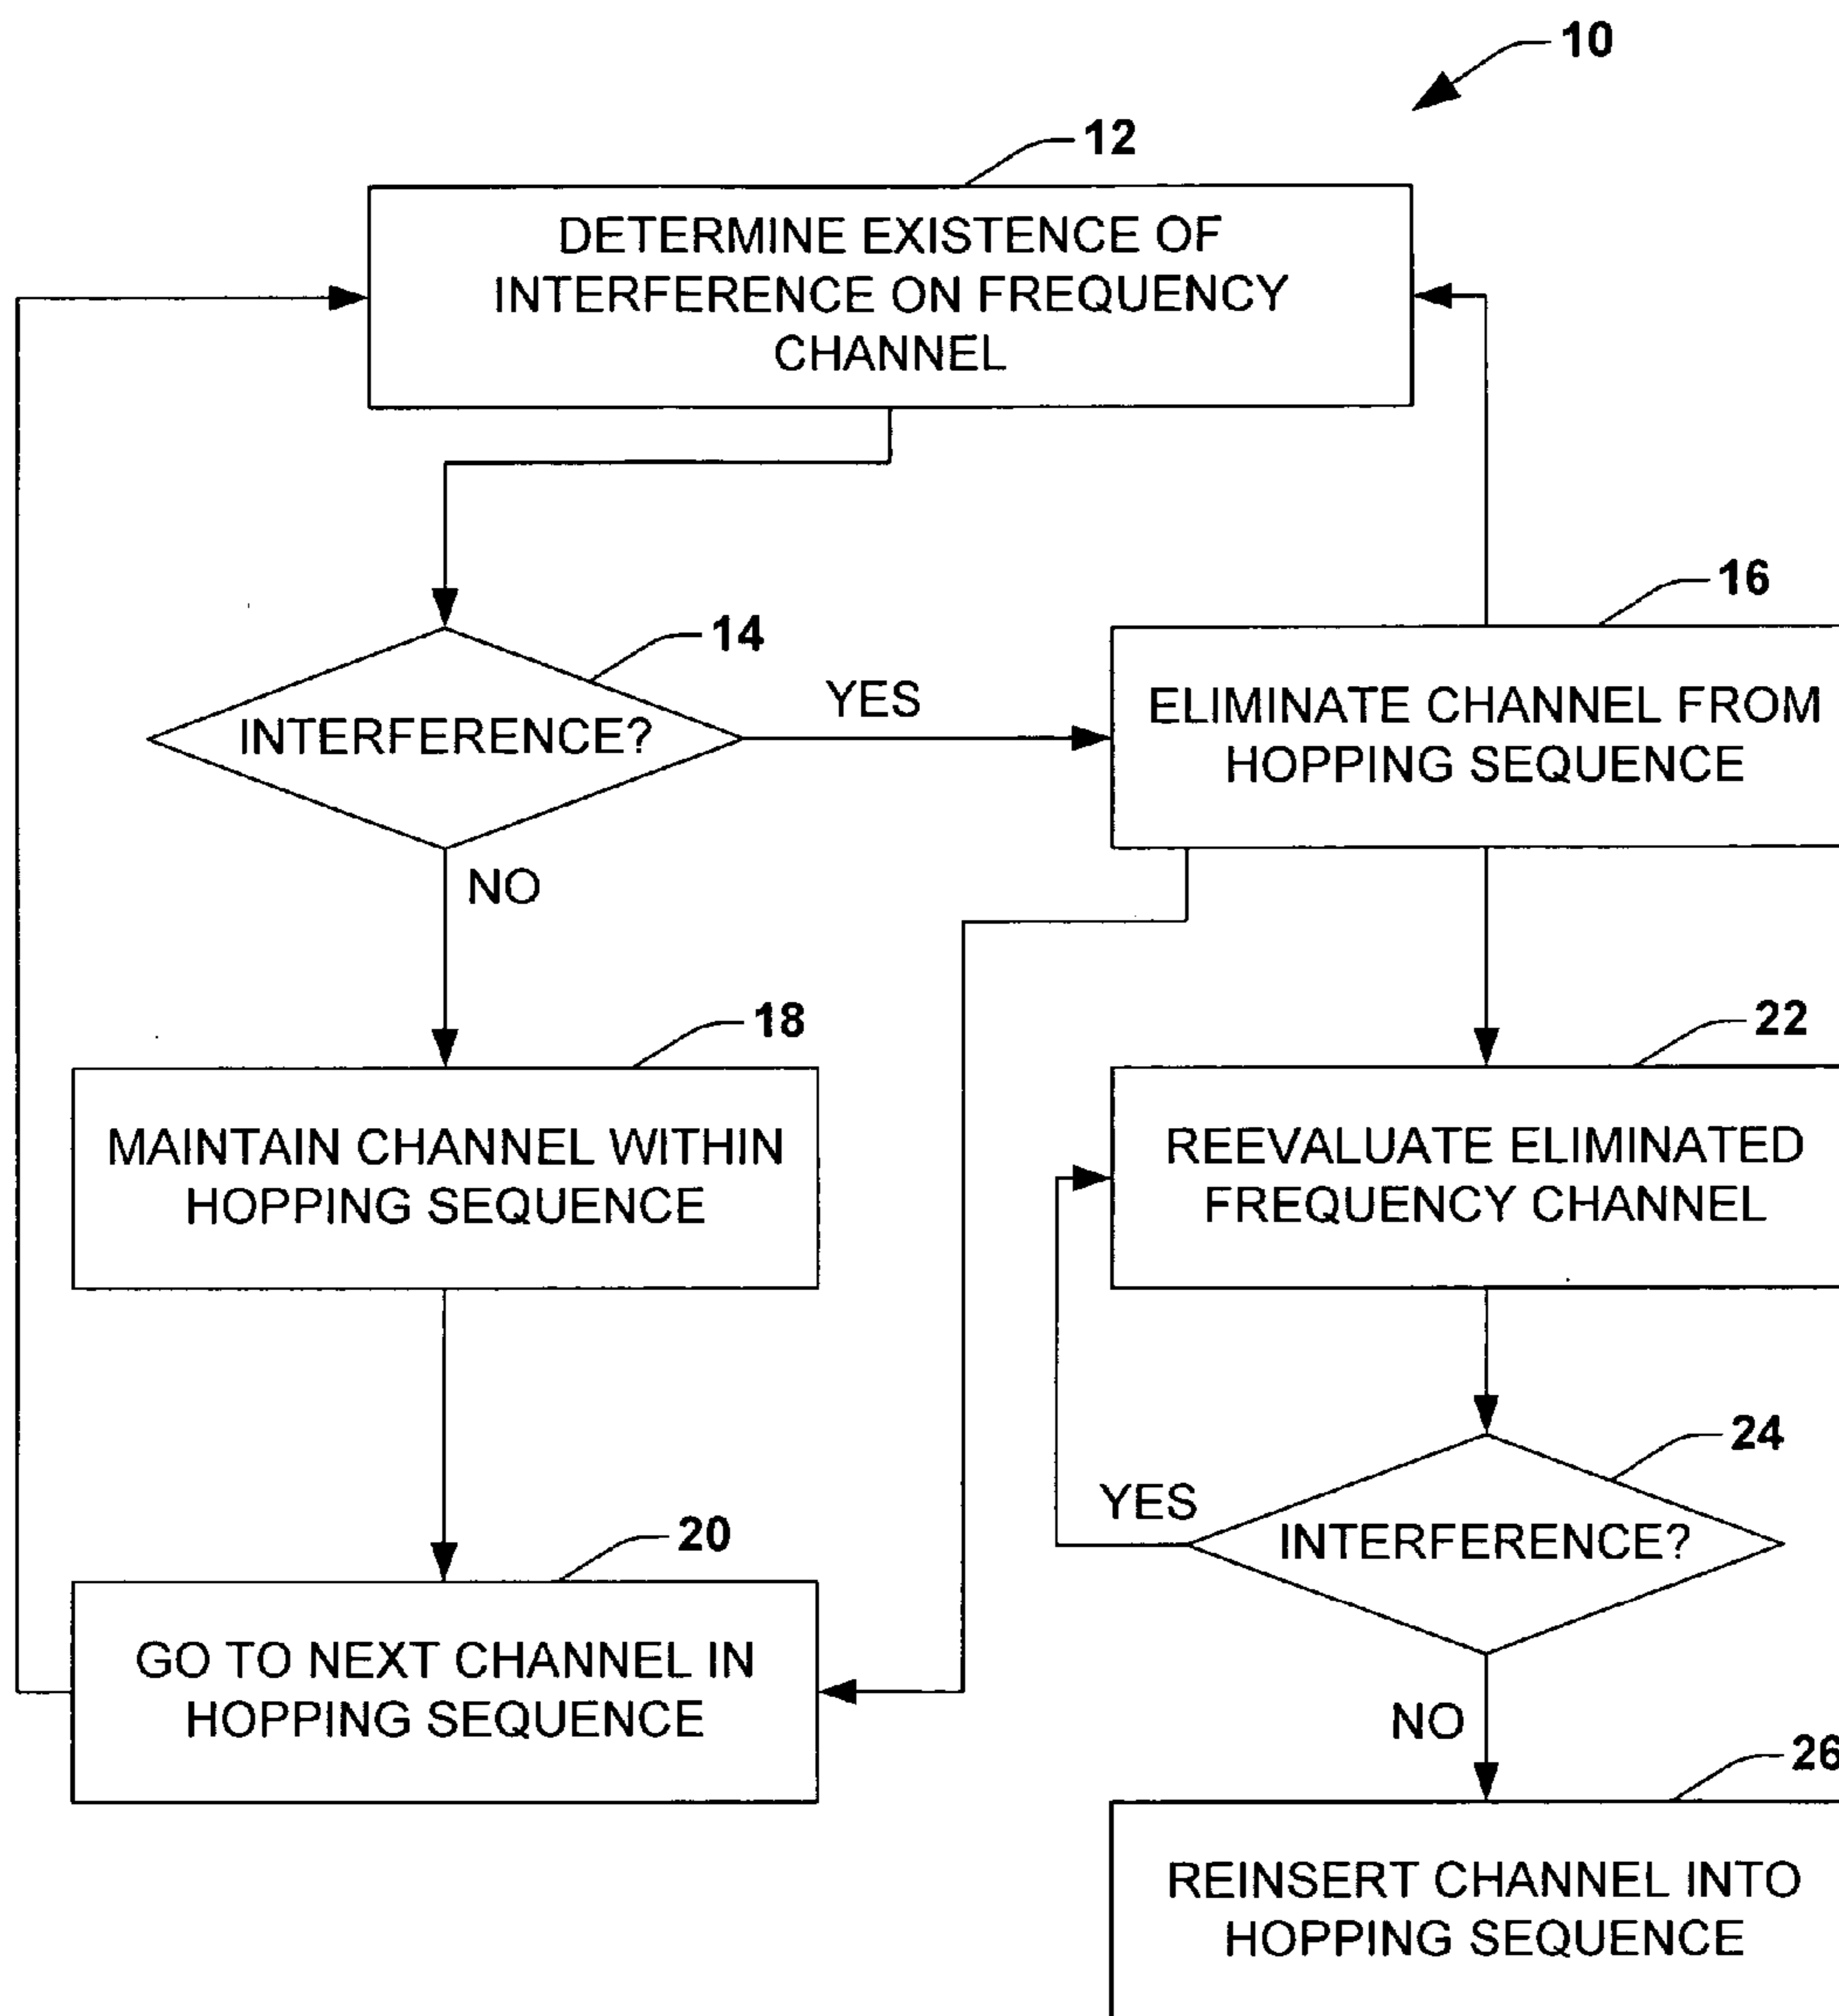 10
12
DETERMINE EXISTENCE OF
INTERFERENCE ON FREQUENCY
CHANNEL
14
INTERFERENCE?
YES
16
ELIMINATE CHANNEL FROM
HOPPING SEQUENCE
NO
18
MAINTAIN CHANNEL WITHIN
HOPPING SEQUENCE
22
REEVALUATE ELIMINATED
FREQUENCY CHANNEL
20
GO TO NEXT CHANNEL IN
HOPPING SEQUENCE
24
YES
INTERFERENCE?
NO
26
REINSERT CHANNEL INTO
HOPPING SEQUENCE